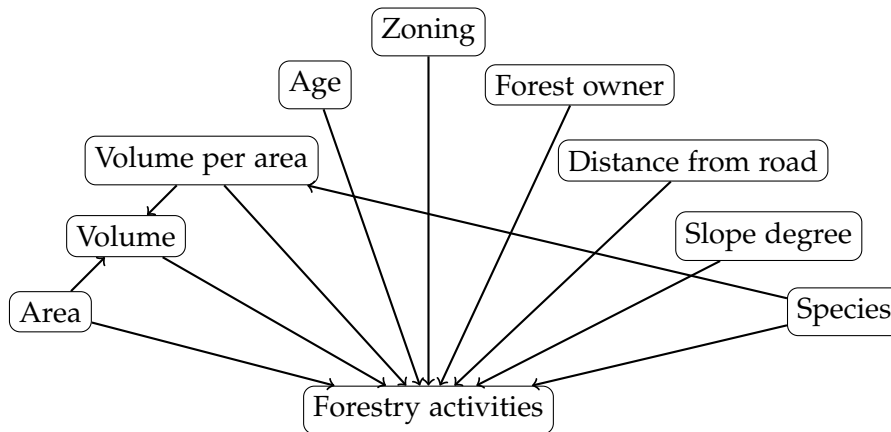 Zoning
Age
Forest owner
Volume per area
Distance from road
Volume
Slope degree
Area
Species
Forestry activities